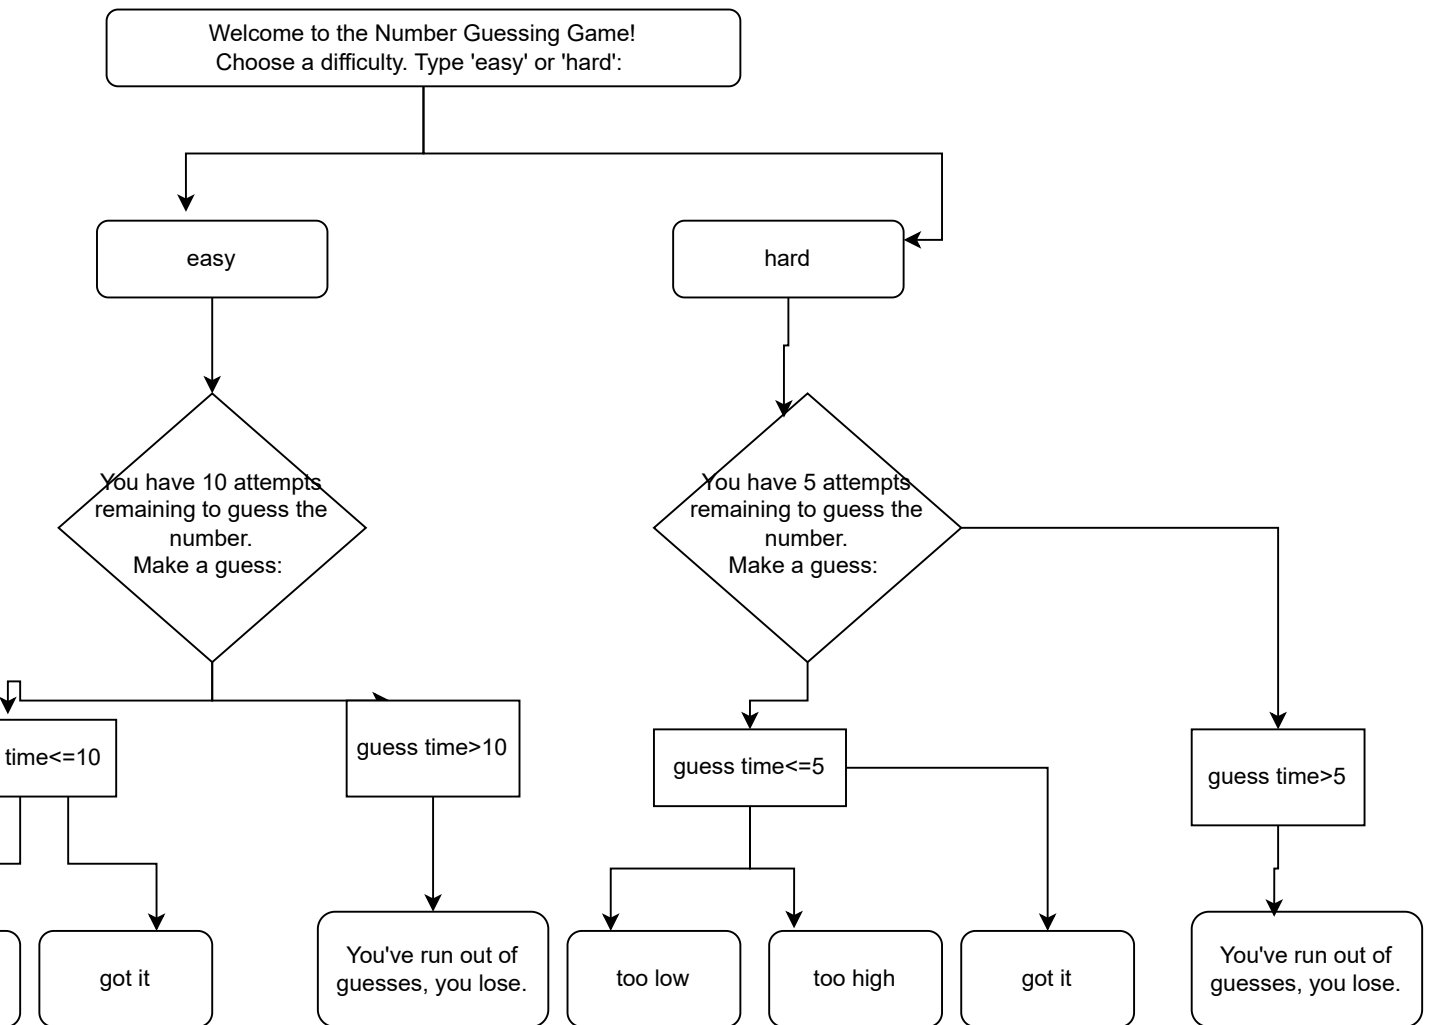 Welcome to the Number Guessing Game!
Choose a difficulty. Type 'easy' or 'hard':
easy
hard
You have 10 attempts
remaining to guess the
number.
Make a guess:
You have 5 attempts
remaining to guess the
number.
Make a guess:
time<=10
guess time>10
guess time<=5
guess time>5
got it
You've run out of
guesses, you lose.
too low
too high
got it
You've run out of
guesses, you lose.